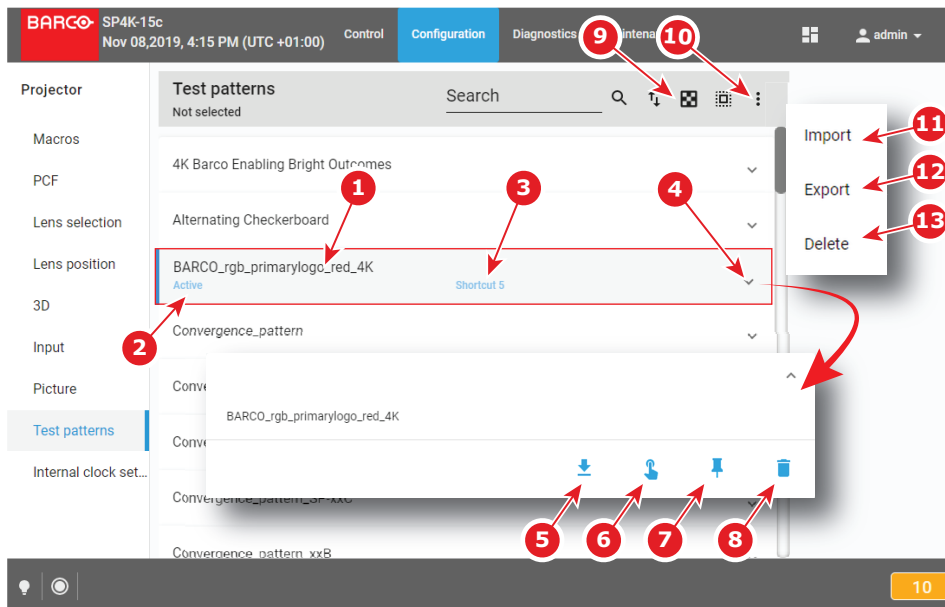 BARCO
SP4K-15c
Nov 08,2019, 4:15 PM (UTC +01:00)
Control
Configuration
Diagnostics
9
intena
10
admin
Projector
Macros
PCF
Lens selection
Lens position
3D
Input
Picture
Test patterns
Internal clock set...
Test patterns
Not selected
Search
4K Barco Enabling Bright Outcomes
1
3
4
Alternating Checkerboard
BARCO_rgb_primarylogo_red_4K
Active
Shortcut 5
2
Convergence_pattern
Conve
Conve
Convergence_pattern_SP-xxC
Convergence_pattern_xxB
BARCO_rgb_primarylogo_red_4K
5
6
7
8
Import
11
Export
12
Delete
13
10